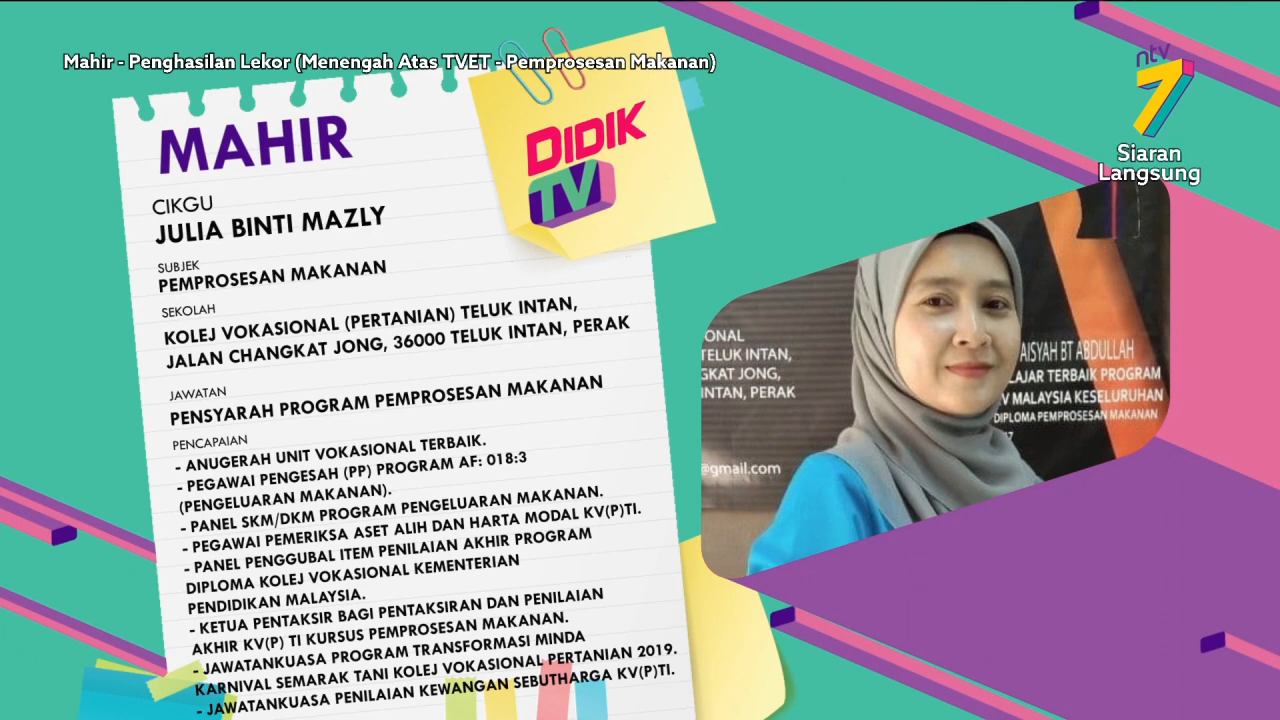 Mahir - Penghasilan Lekor (Menengah Atas TVET - Pemprosesan Makanan)
ntv
7
Siaran
Langsung
MAHIR
DIDIK
TV
CIKGU
JULIA BINTI MAZLY
SUBJEK
PEMPROSESAN MAKANAN
SEKOLAH
KOLEJ VOKASIONAL (PERTANIAN) TELUK INTAN,
JALAN CHANGKAT JONG, 36000 TELUK INTAN, PERAK
JAWATAN
PENSYARAH PROGRAM PEMPROSESAN MAKANAN
PENCAPAIAN
- ANUGERAH UNIT VOKASIONAL TERBAIK.
- PEGAWAI PENGESAH (PP) PROGRAM AF: 018:3
(PENGELUARAN MAKANAN).
- PANEL SKM/DKM PROGRAM PENGELUARAN MAKANAN.
- PEGAWAI PEMERIKSA ASET ALIH DAN HARTA MODAL KV(P)TI.
- PANEL PENGGUBAL ITEM PENILAIAN AKHIR PROGRAM
DIPLOMA KOLEJ VOKASIONAL KEMENTERIAN
PENDIDIKAN MALAYSIA.
- KETUA PENTAKSIR BAGI PENTAKSIRAN DAN PENILAIAN
AKHIR KV(P) TI KURSUS PEMPROSESAN MAKANAN.
- JAWATANKUASA PROGRAM TRANSFORMASI MINDA
KARNIVAL SEMARAK TANI KOLEJ VOKASIONAL PERTANIAN 2019.
- JAWATANKUASA PENILAIAN KEWANGAN SEBUTHARGA KV(P)TI.
ONAL
TELUK INTAN,
GKAT JONG,
INTAN, PERAK
@gmail.com
AISYAH BT ABDULLAH
LAJAR TERBAIK PROGRAM
V MALAYSIA KESELURUHAN
DIPLOMA PEMPROSESAN MAKANAN